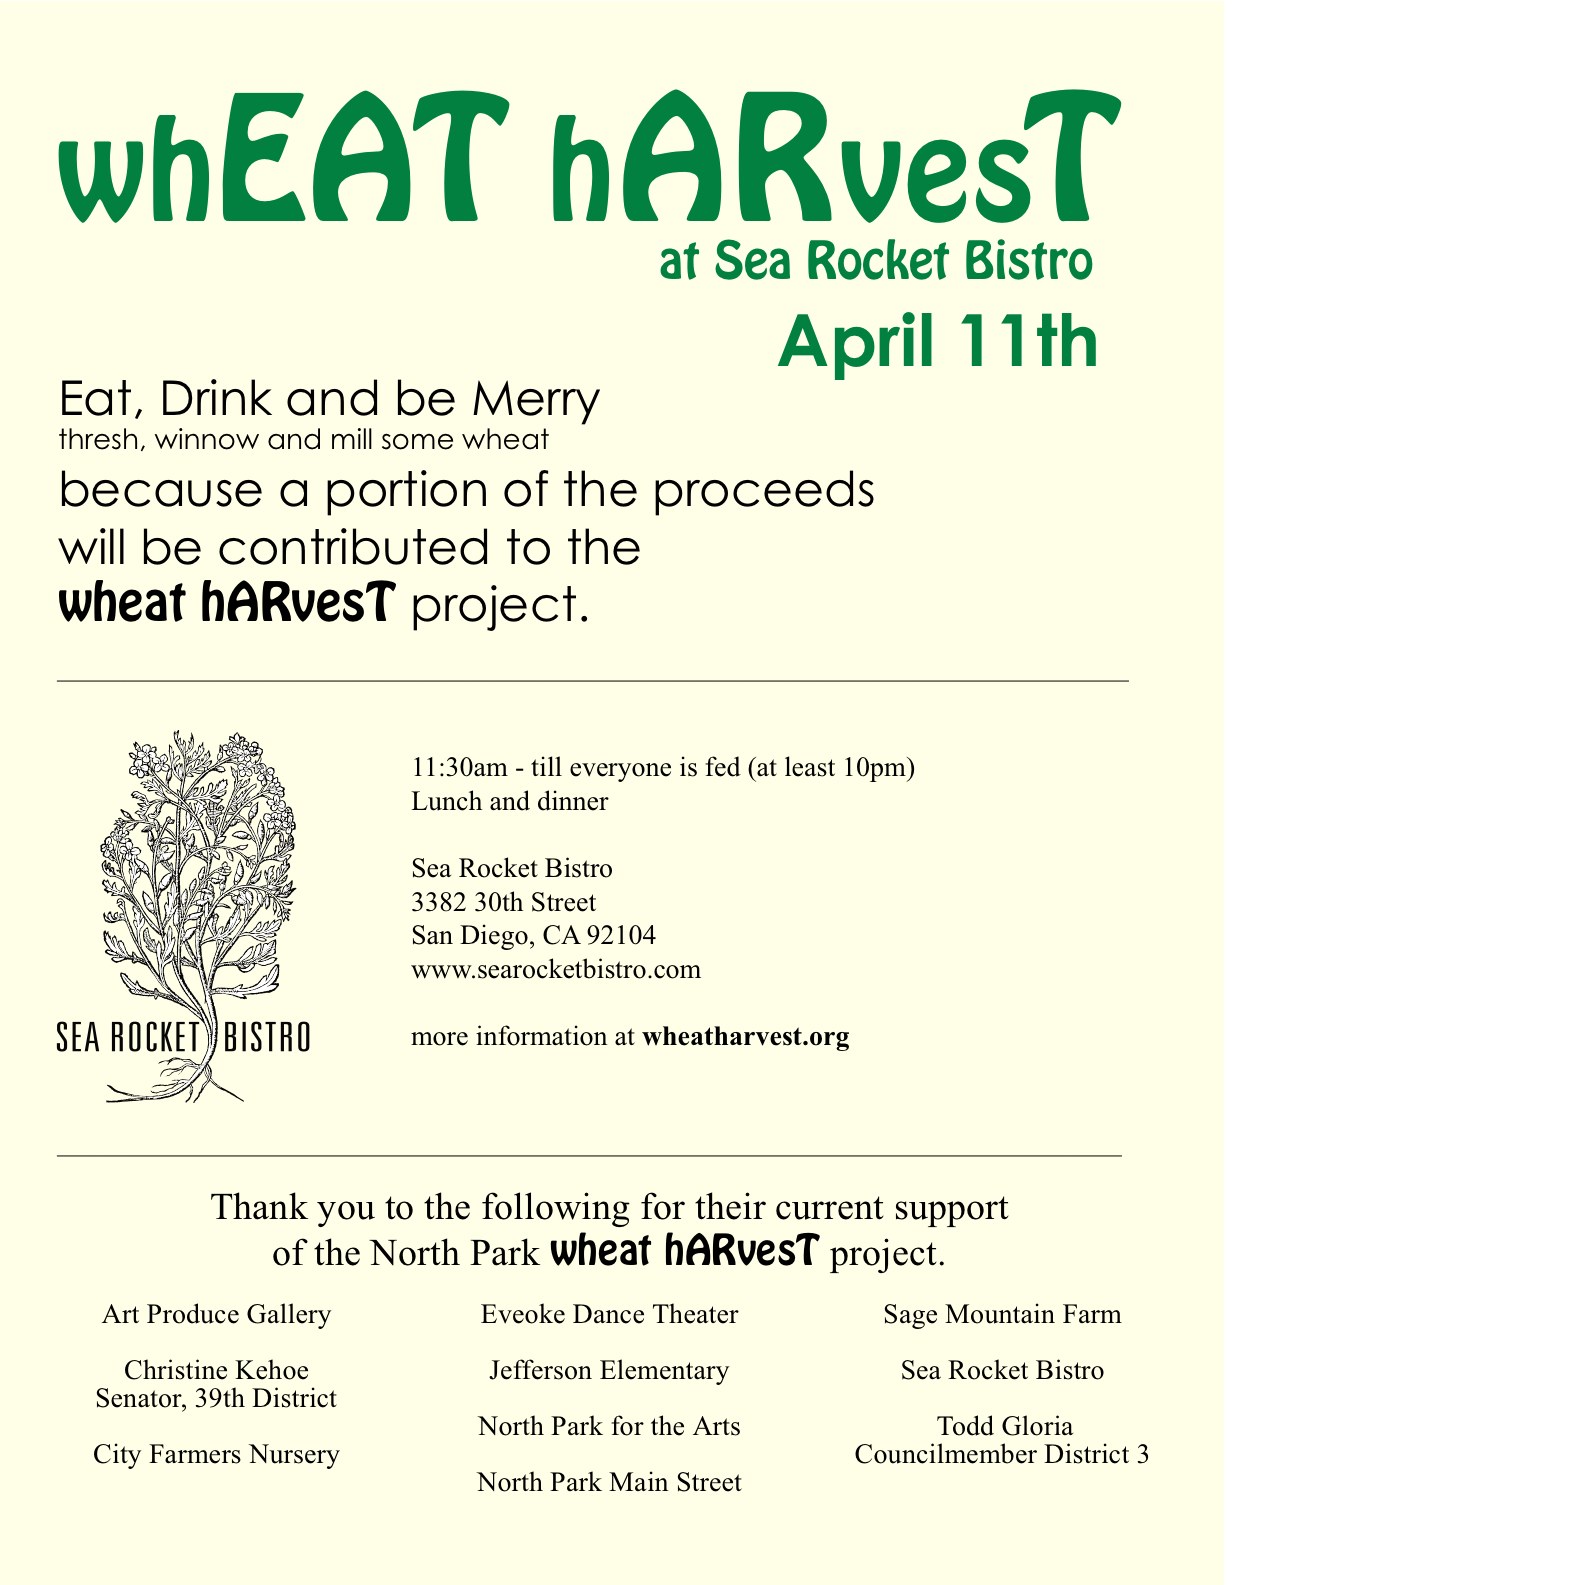 whEAT hARvesT
at Sea Rocket Bistro
April 11th
Eat, Drink and be Merry
thresh, winnow and mill some wheat
because a portion of the proceeds
will be contributed to the
wheat hARvesT project.
SEA ROCKET BISTRO
11:30am - till everyone is fed (at least 10pm)
Lunch and dinner
Sea Rocket Bistro
3382 30th Street
San Diego, CA 92104
www.searocketbistro.com
more information at wheatharvest.org
Thank you to the following for their current support
of the North Park wheat hARvesT project.
Art Produce Gallery
Christine Kehoe
Senator, 39th District
City Farmers Nursery
Eveoke Dance Theater
Jefferson Elementary
North Park for the Arts
North Park Main Street
Sage Mountain Farm
Sea Rocket Bistro
Todd Gloria
Councilmember District 3